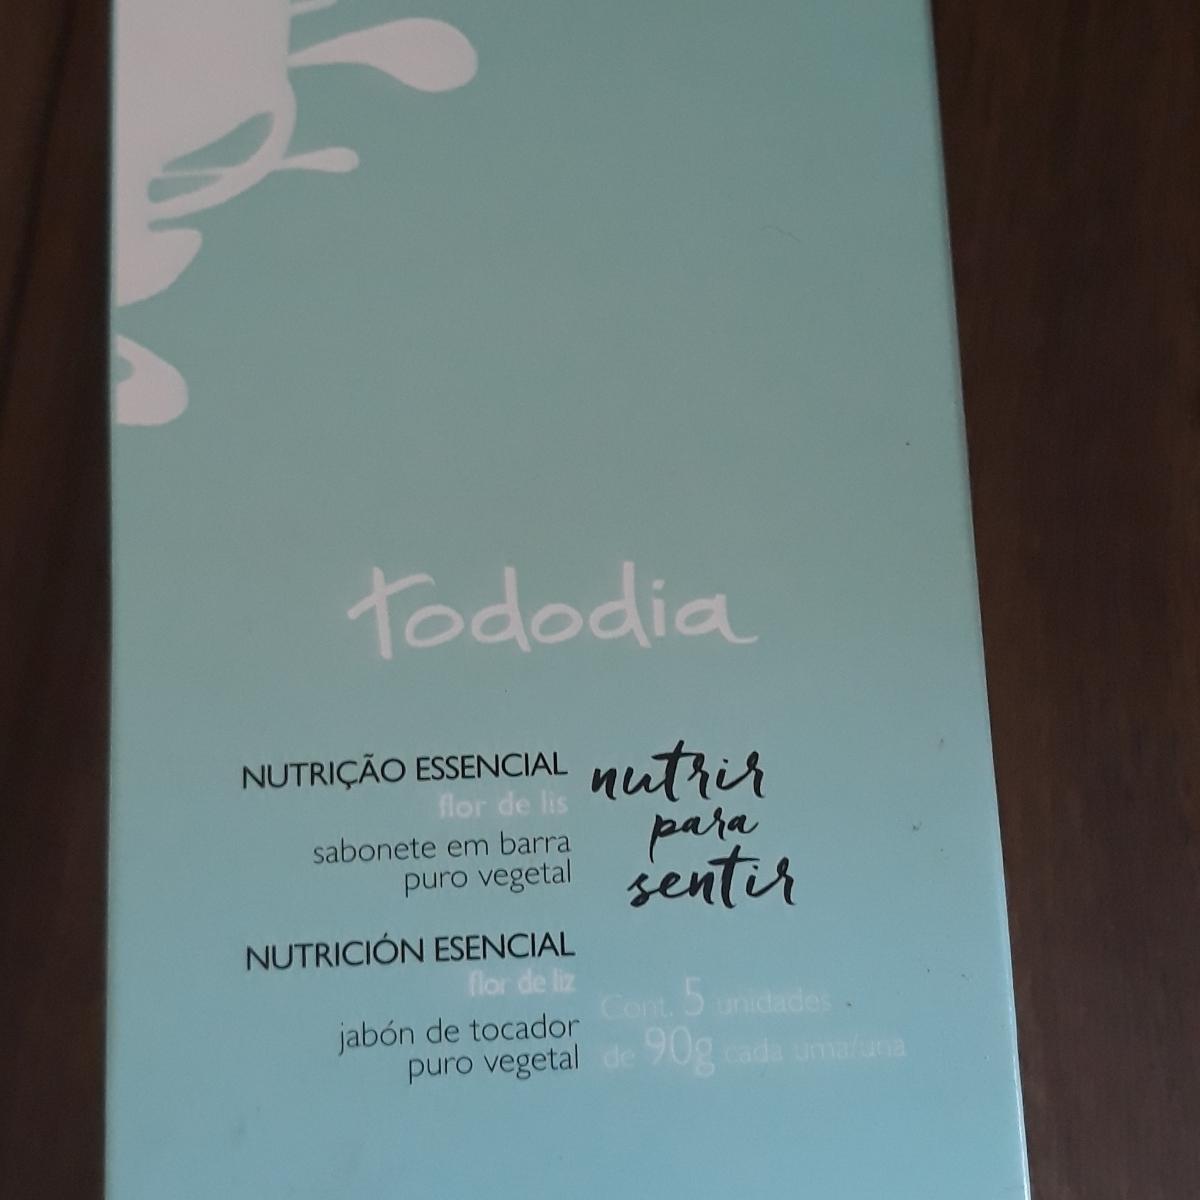 tododia
NUTRIÇÃO ESSENCIAL
flor de lis
sabonete em barra
puro vegetal
nutrir
para
sentir
NUTRICIÓN ESENCIAL
flor de liz
jabón de tocador
puro vegetal
Cont. 5 unidades
de 90g cada uma/una